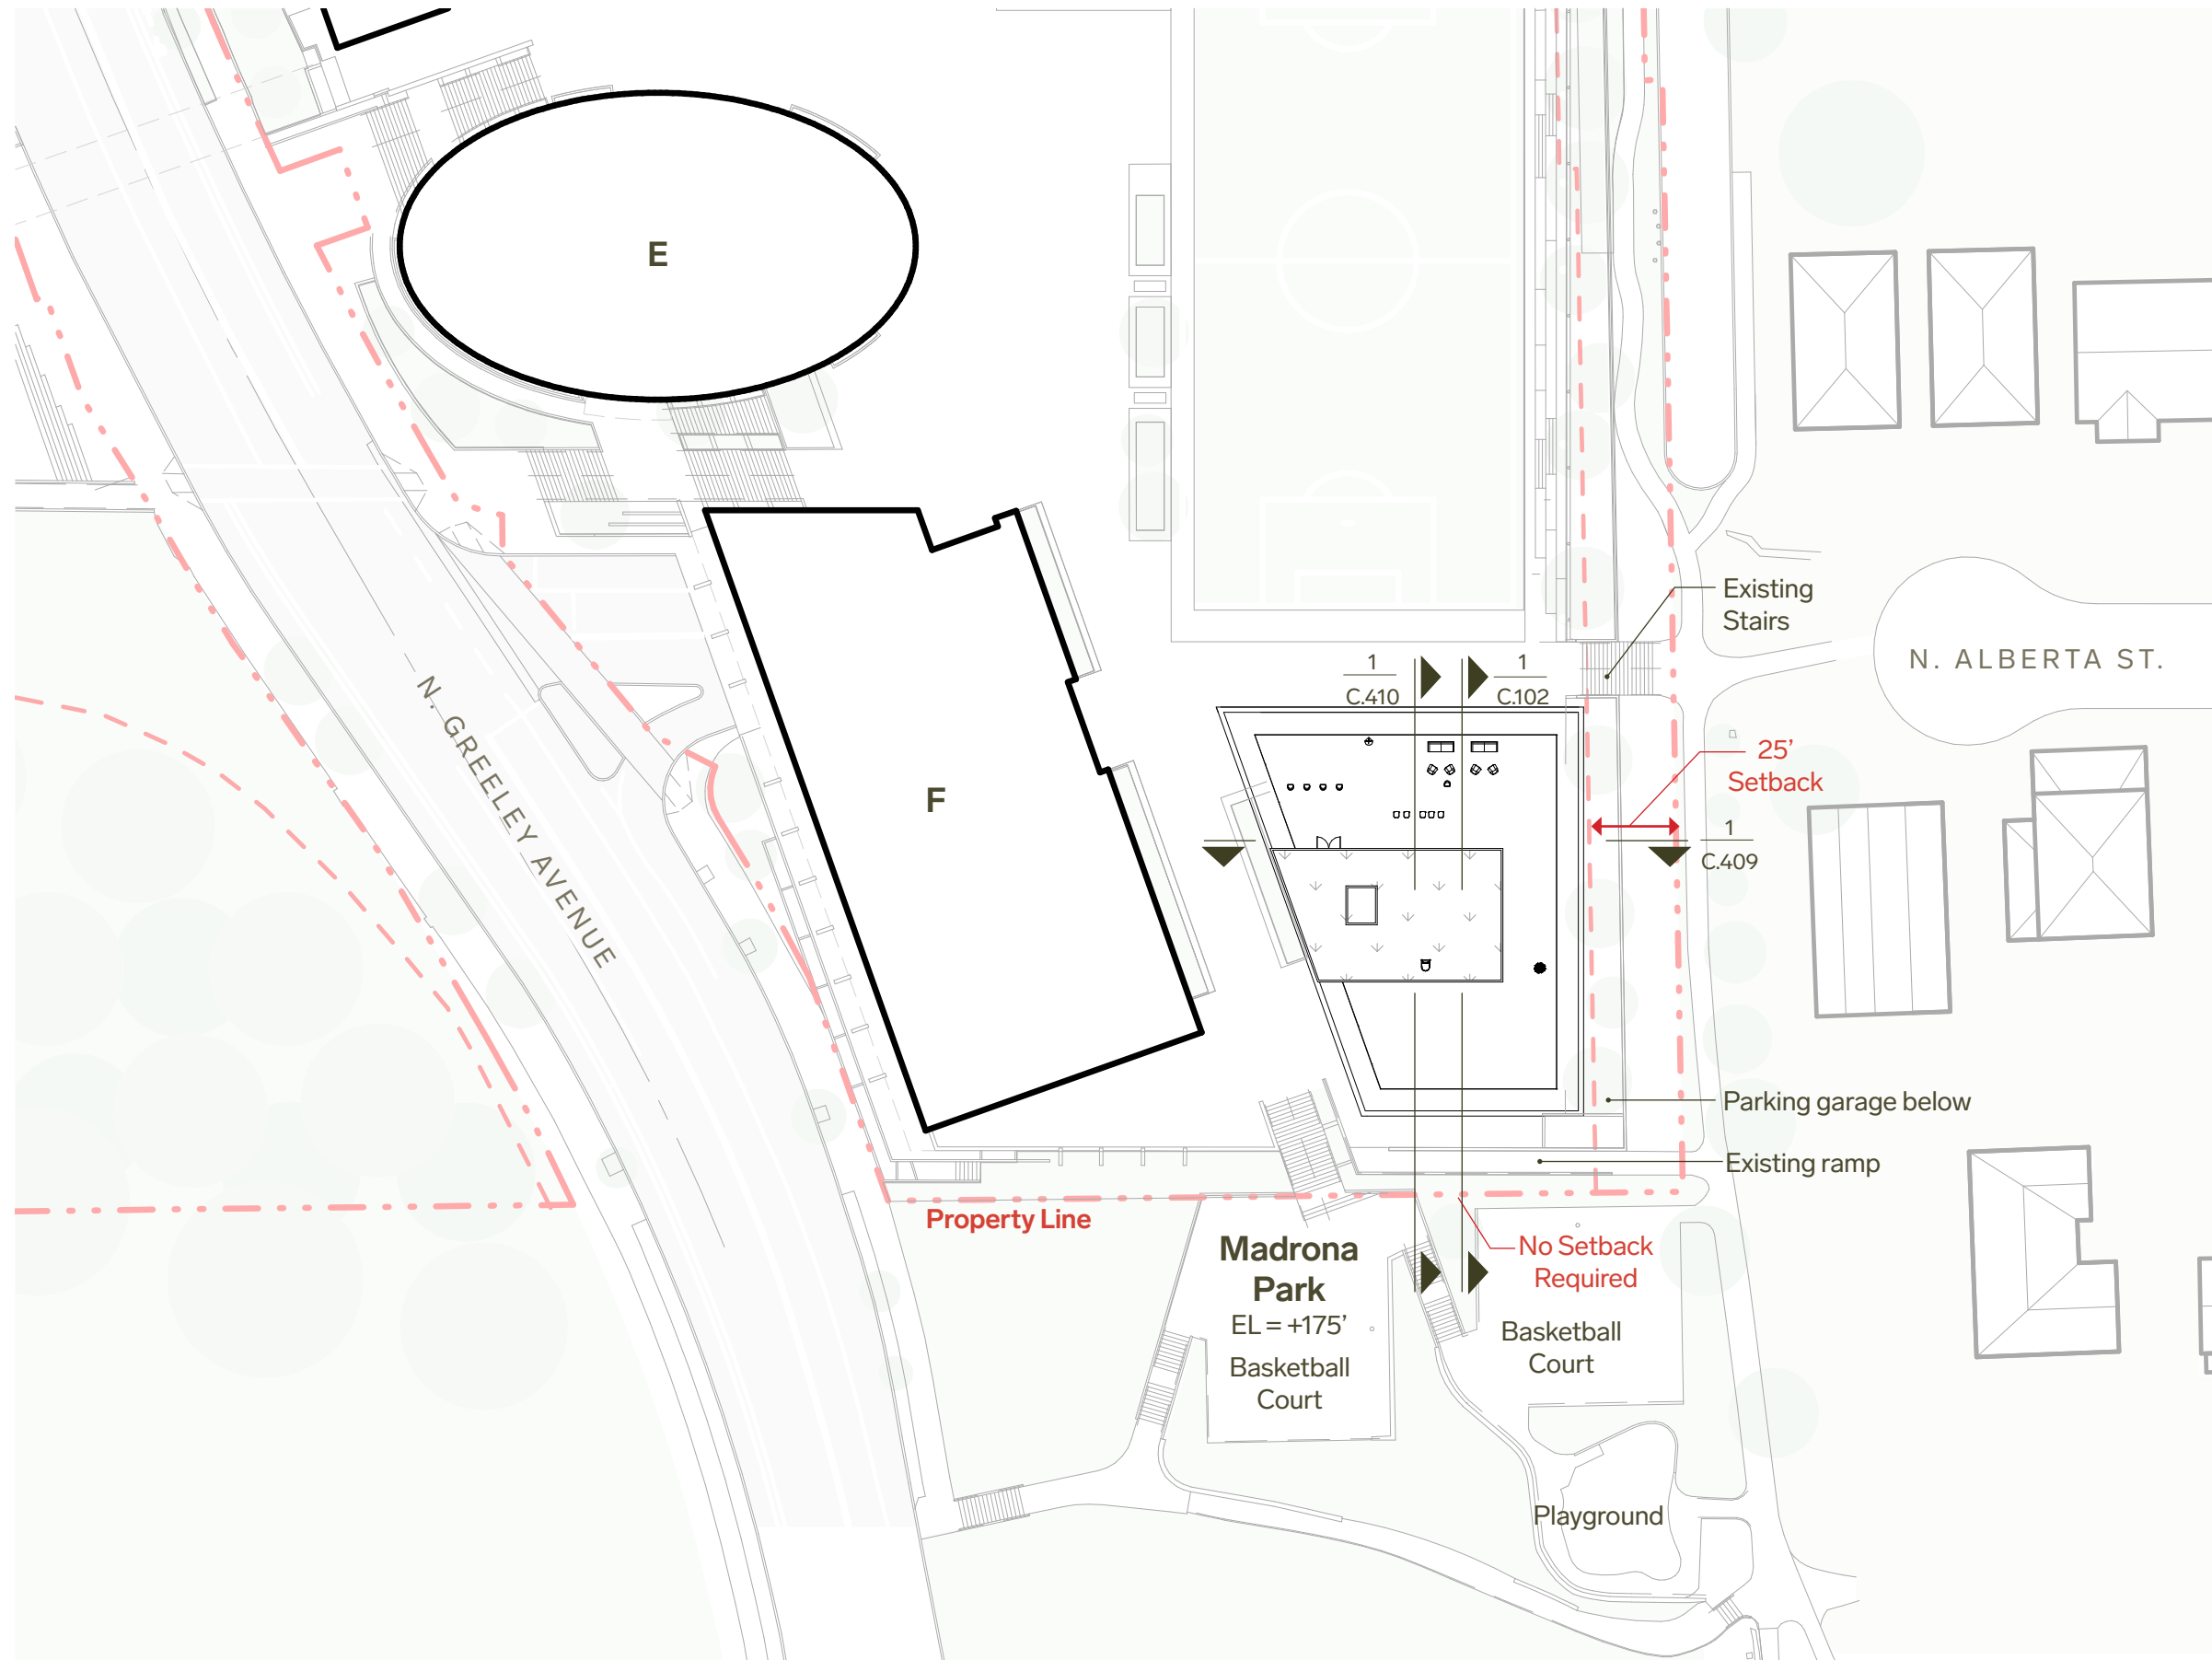 E
Existing
Stairs
N. ALBERTA ST.
1
C.410
1
C.102
N. GREELEY AVENUE
25’
Setback
F
1
C.409
Parking garage below
Existing ramp
Property Line
Madrona
Park
EL = +175’
Basketball
Court
No Setback
Required
Basketball
Court
Playground